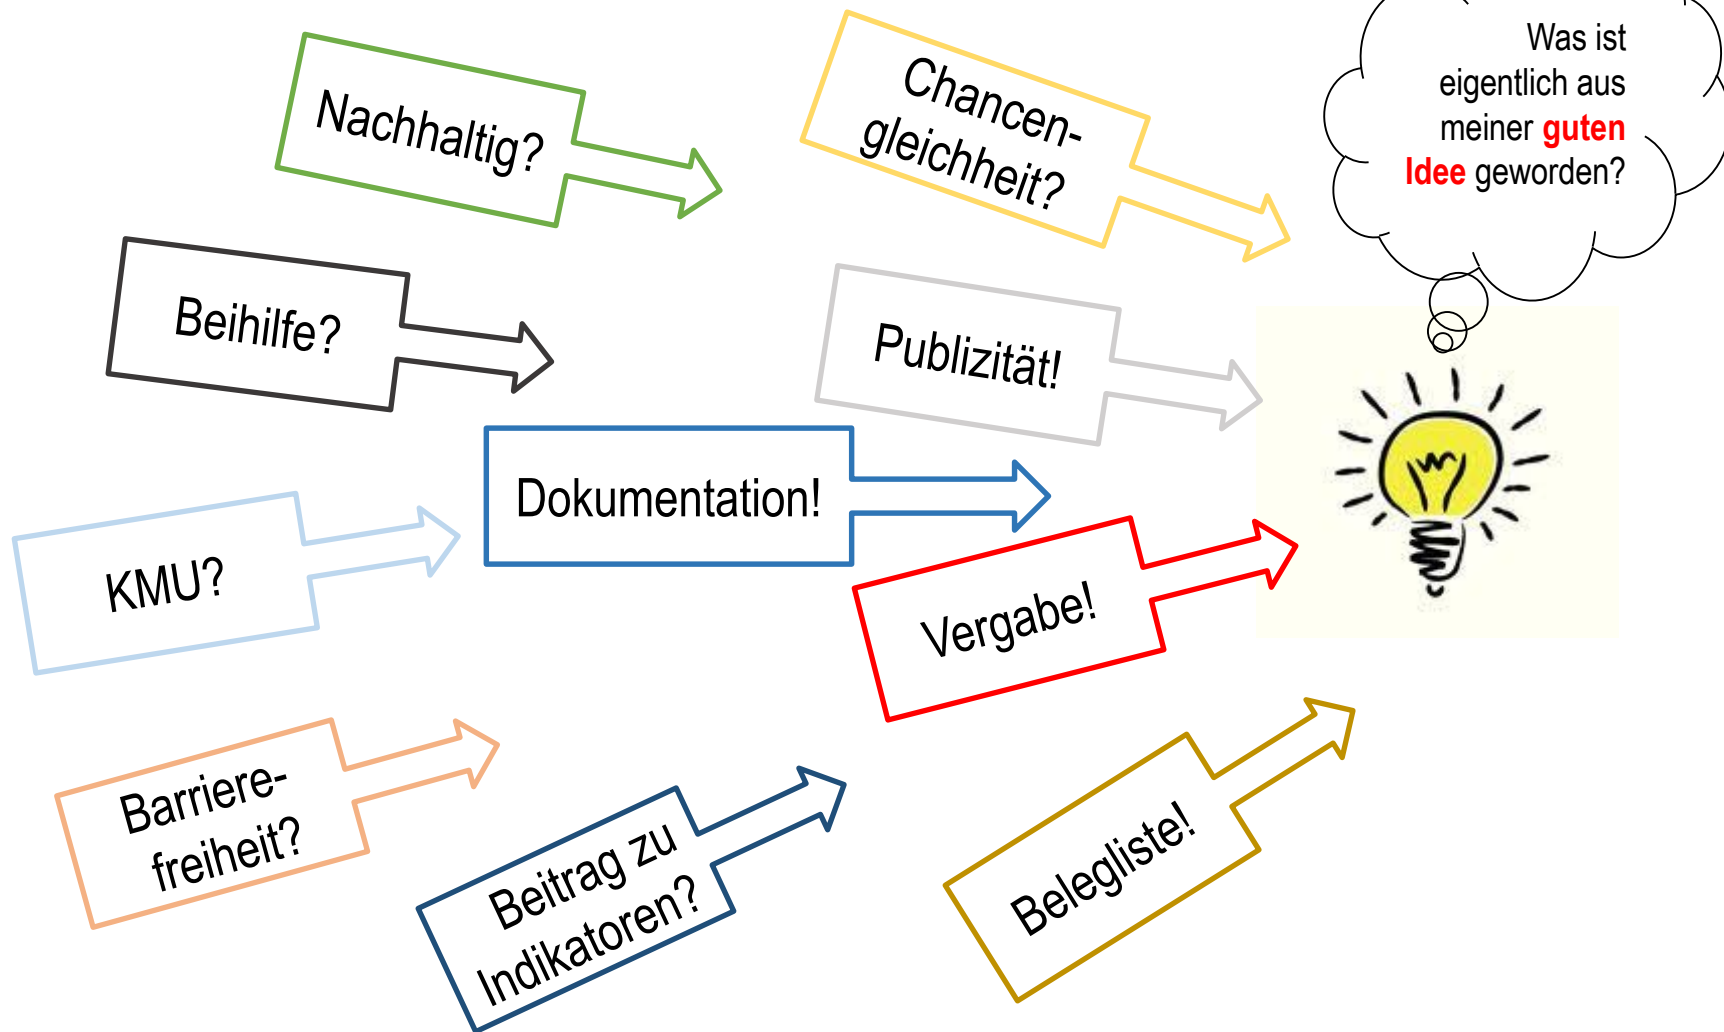 Nachhaltig?
Chancen-
gleichheit?
Was ist
eigentlich aus
meiner guten
Idee geworden?
Beihilfe?
Publizität!
Dokumentation!
KMU?
Vergabe!
Barriere-
freiheit?
Beitrag zu
Indikatoren?
Belegliste!